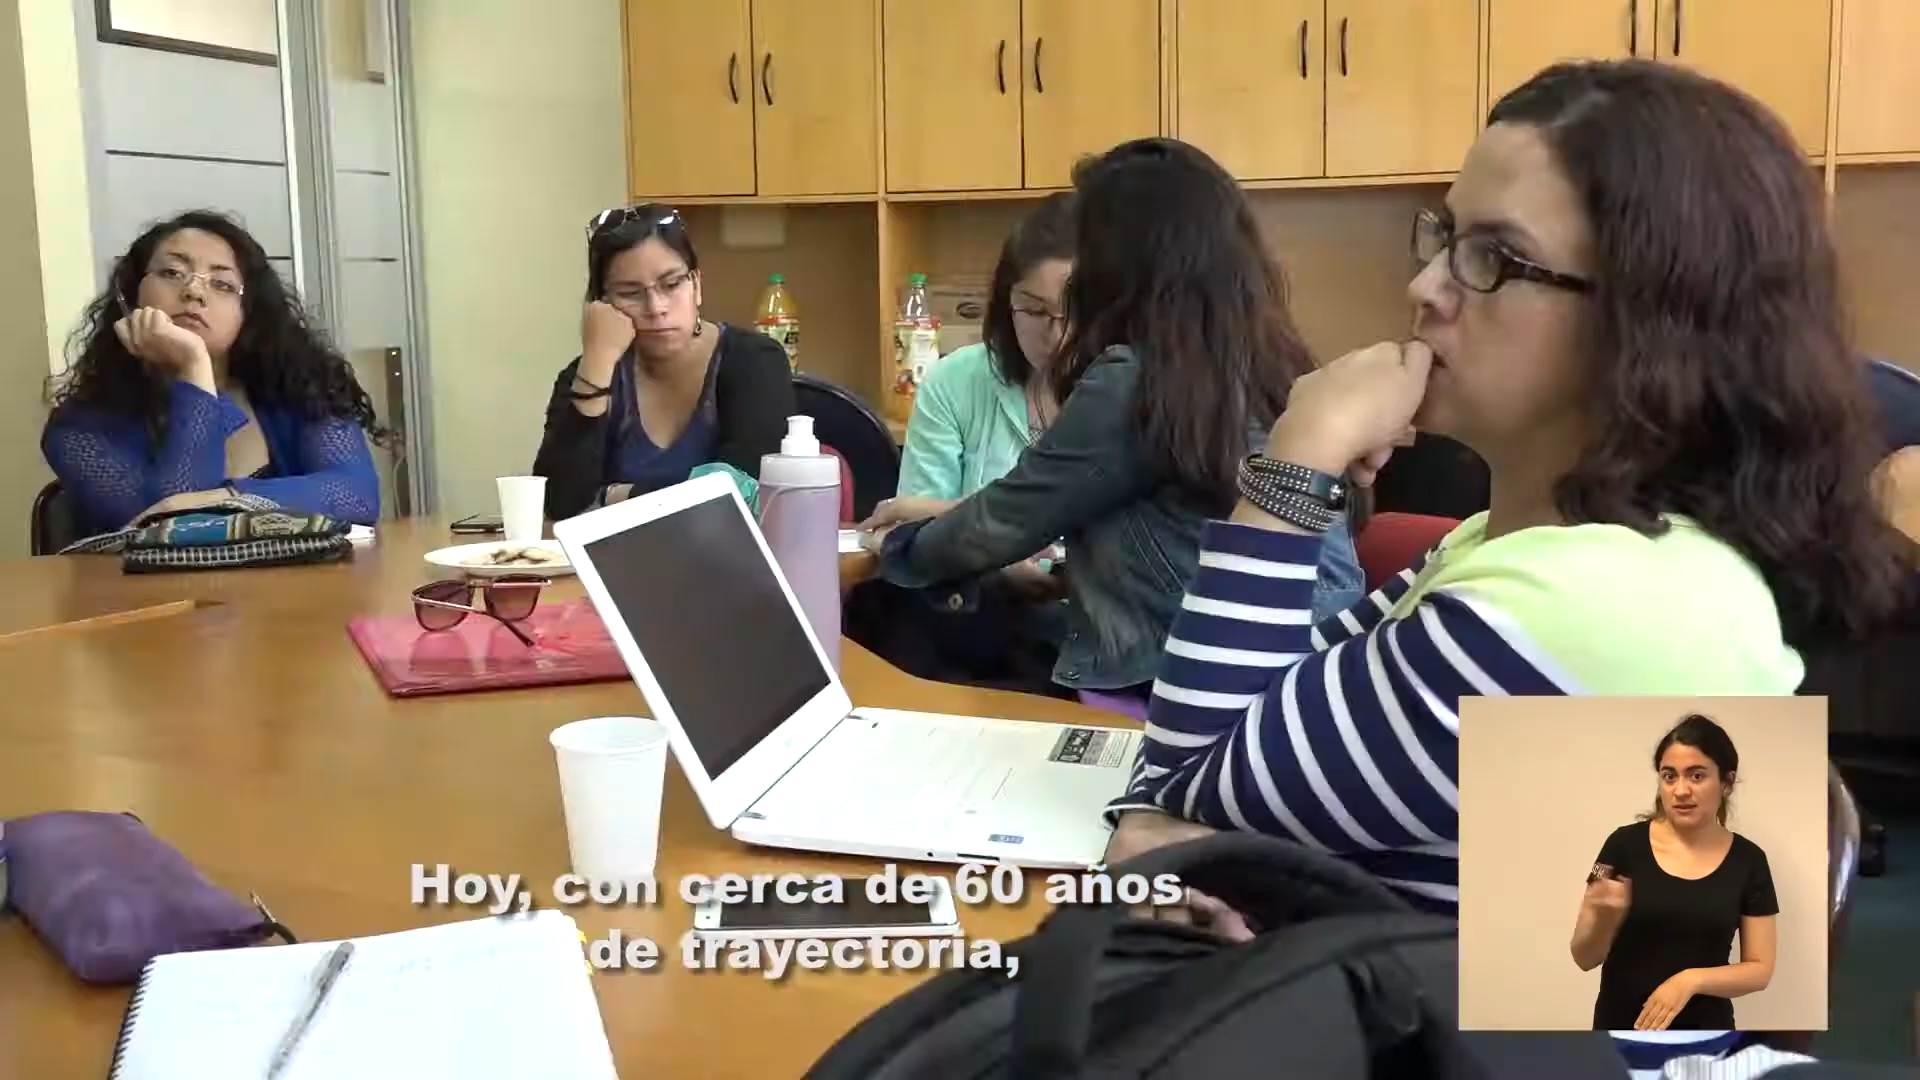 Hoy, con cerca de 60 años
de trayectoria,